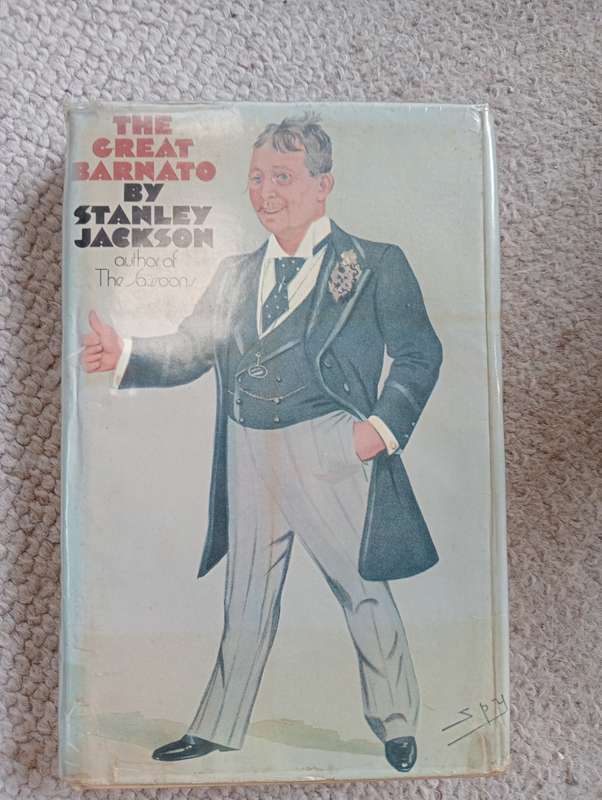 THE
GREAT
BARNATO
BY
STANLEY
JACKSON
author of
The Sassoons
Spy